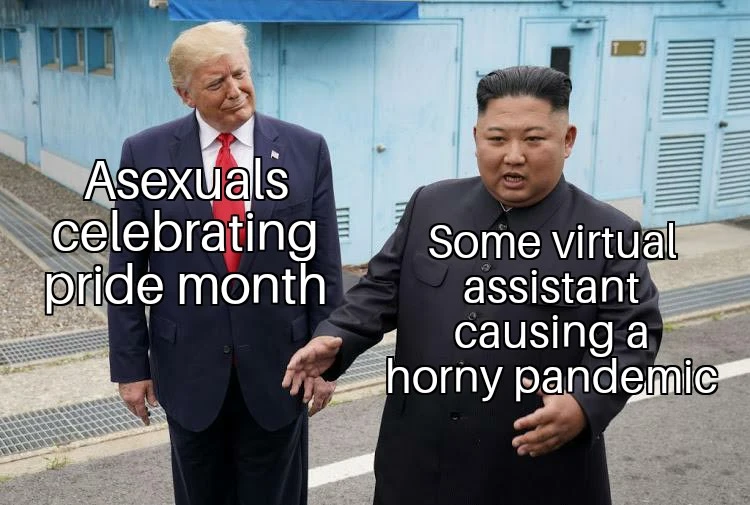 Asexuals
celebrating
pride month
Some virtual
assistant
causing a
horny pandemic
T 3